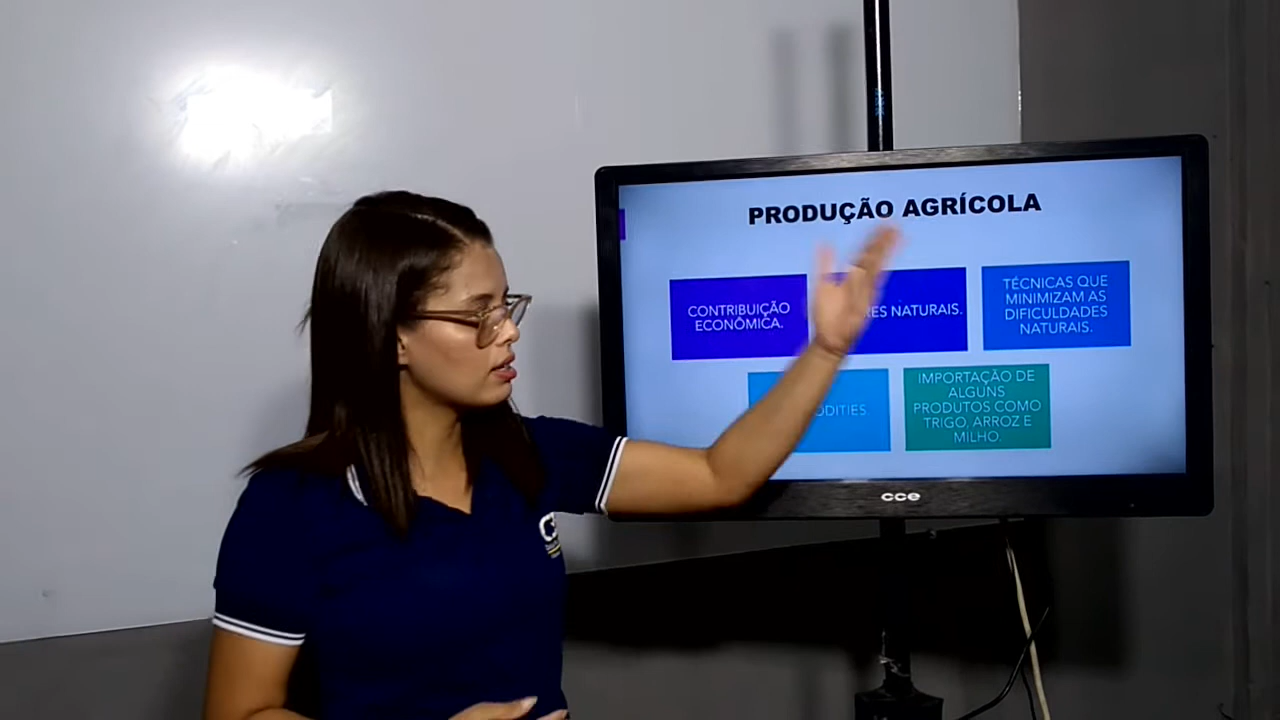 PRODUÇÃO AGRÍCOLA
CONTRIBUIÇÃO
ECONÔMICA.
NATURAIS.
TÉCNICAS QUE
MINIMIZAM AS
DIFICULDADES
NATURAIS.
IMPORTAÇÃO DE
ALGUNS
PRODUTOS COMO
TRIGO, ARROZ E
MILHO.
cce